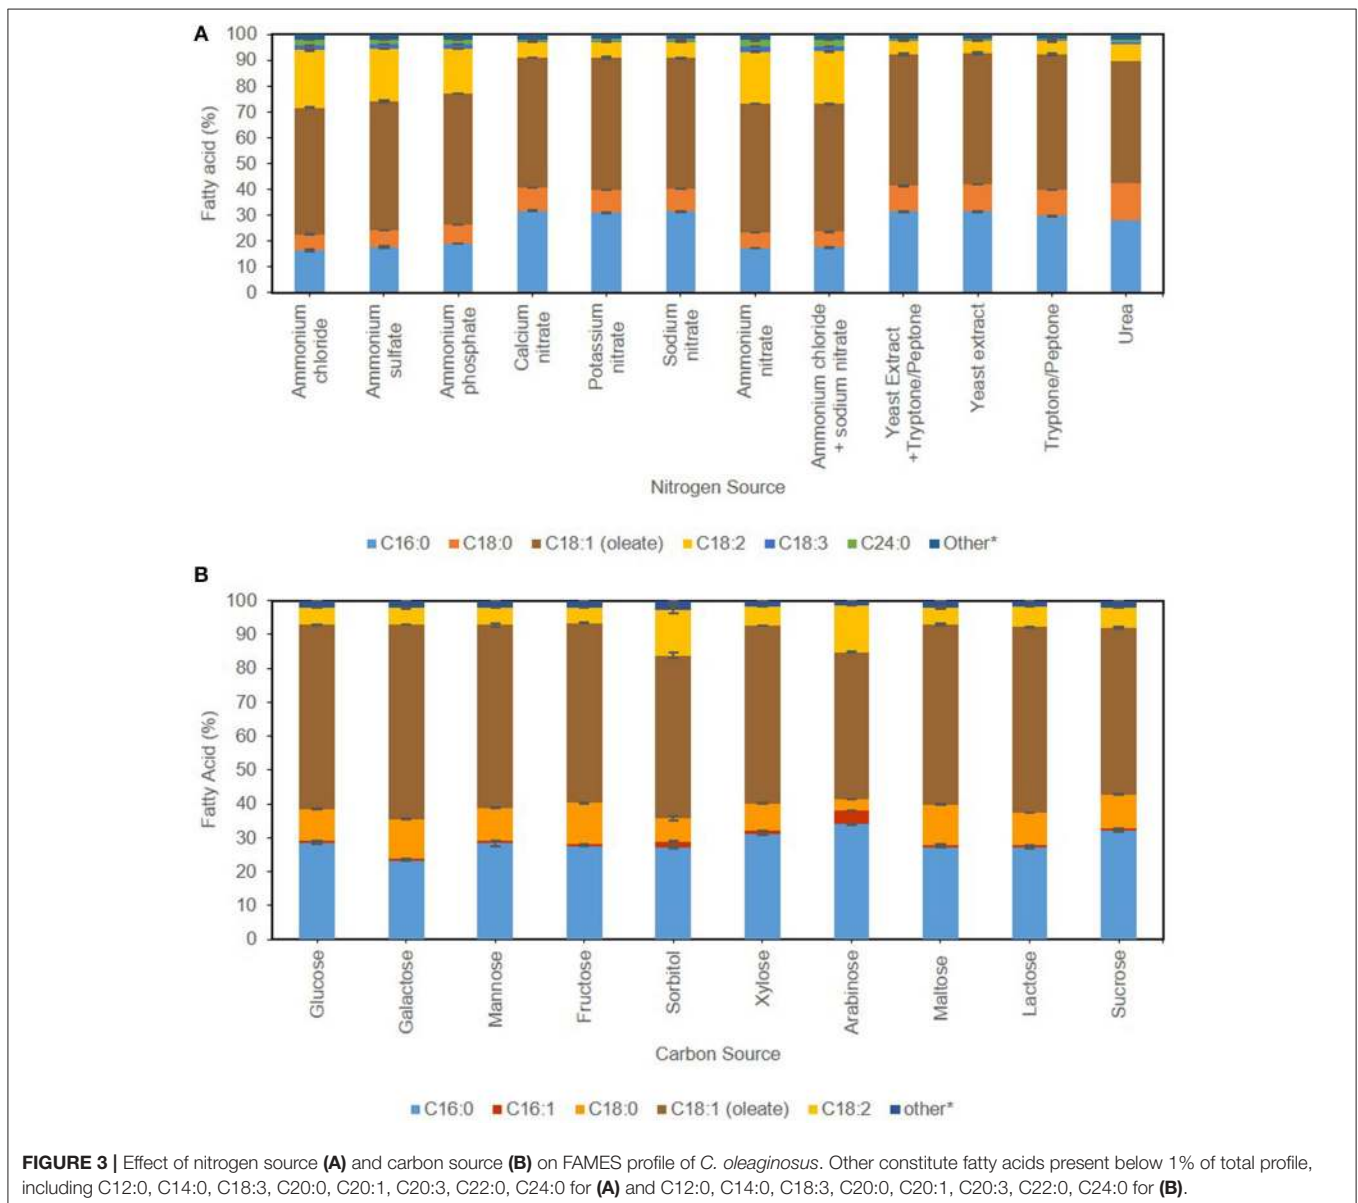 A
100
90
80
70
60
50
40
30
20
10
0
Fatty acid (%)
Ammonium
chloride
Ammonium
sulfate
Ammonium
phosphate
Calcium
nitrate
Potassium
nitrate
Sodium
nitrate
Ammonium
nitrate
Ammonium chloride
+ sodium nitrate
Yeast Extract
+Tryptone/Peptone
Yeast extract
Tryptone/Peptone
Urea
Nitrogen Source
C16:0 C18:0 C18:1 (oleate) C18:2 C18:3 C24:0 Other*
B
100
90
80
70
60
50
40
30
20
10
0
Fatty Acid (%)
Glucose
Galactose
Mannose
Fructose
Sorbitol
Xylose
Arabinose
Maltose
Lactose
Sucrose
Carbon Source
C16:0 C16:1 C18:0 C18:1 (oleate) C18:2 other*
FIGURE 3 | Effect of nitrogen source (A) and carbon source (B) on FAMES profile of C. oleaginosus. Other constitute fatty acids present below 1% of total profile,
including C12:0, C14:0, C18:3, C20:0, C20:1, C20:3, C22:0, C24:0 for (A) and C12:0, C14:0, C18:3, C20:0, C20:1, C20:3, C22:0, C24:0 for (B).